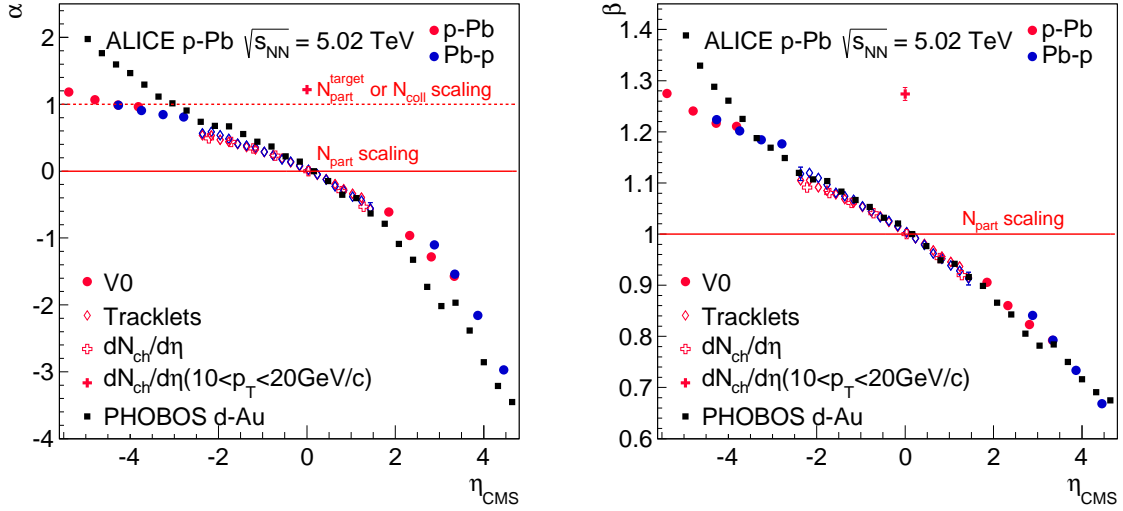 α
ALICE p-Pb √s_NN = 5.02 TeV
p-Pb
Pb-p
N_part^target or N_coll scaling
N_part scaling
V0
Tracklets
dN_ch/dη
dN_ch/dη(10<p_T<20GeV/c)
PHOBOS d-Au
2
1
0
-1
-2
-3
-4
-4 -2 0 2 4
η_CMS
β
ALICE p-Pb √s_NN = 5.02 TeV
p-Pb
Pb-p
N_part scaling
V0
Tracklets
dN_ch/dη
dN_ch/dη(10<p_T<20GeV/c)
PHOBOS d-Au
1.4
1.3
1.2
1.1
1
0.9
0.8
0.7
0.6
-4 -2 0 2 4
η_CMS